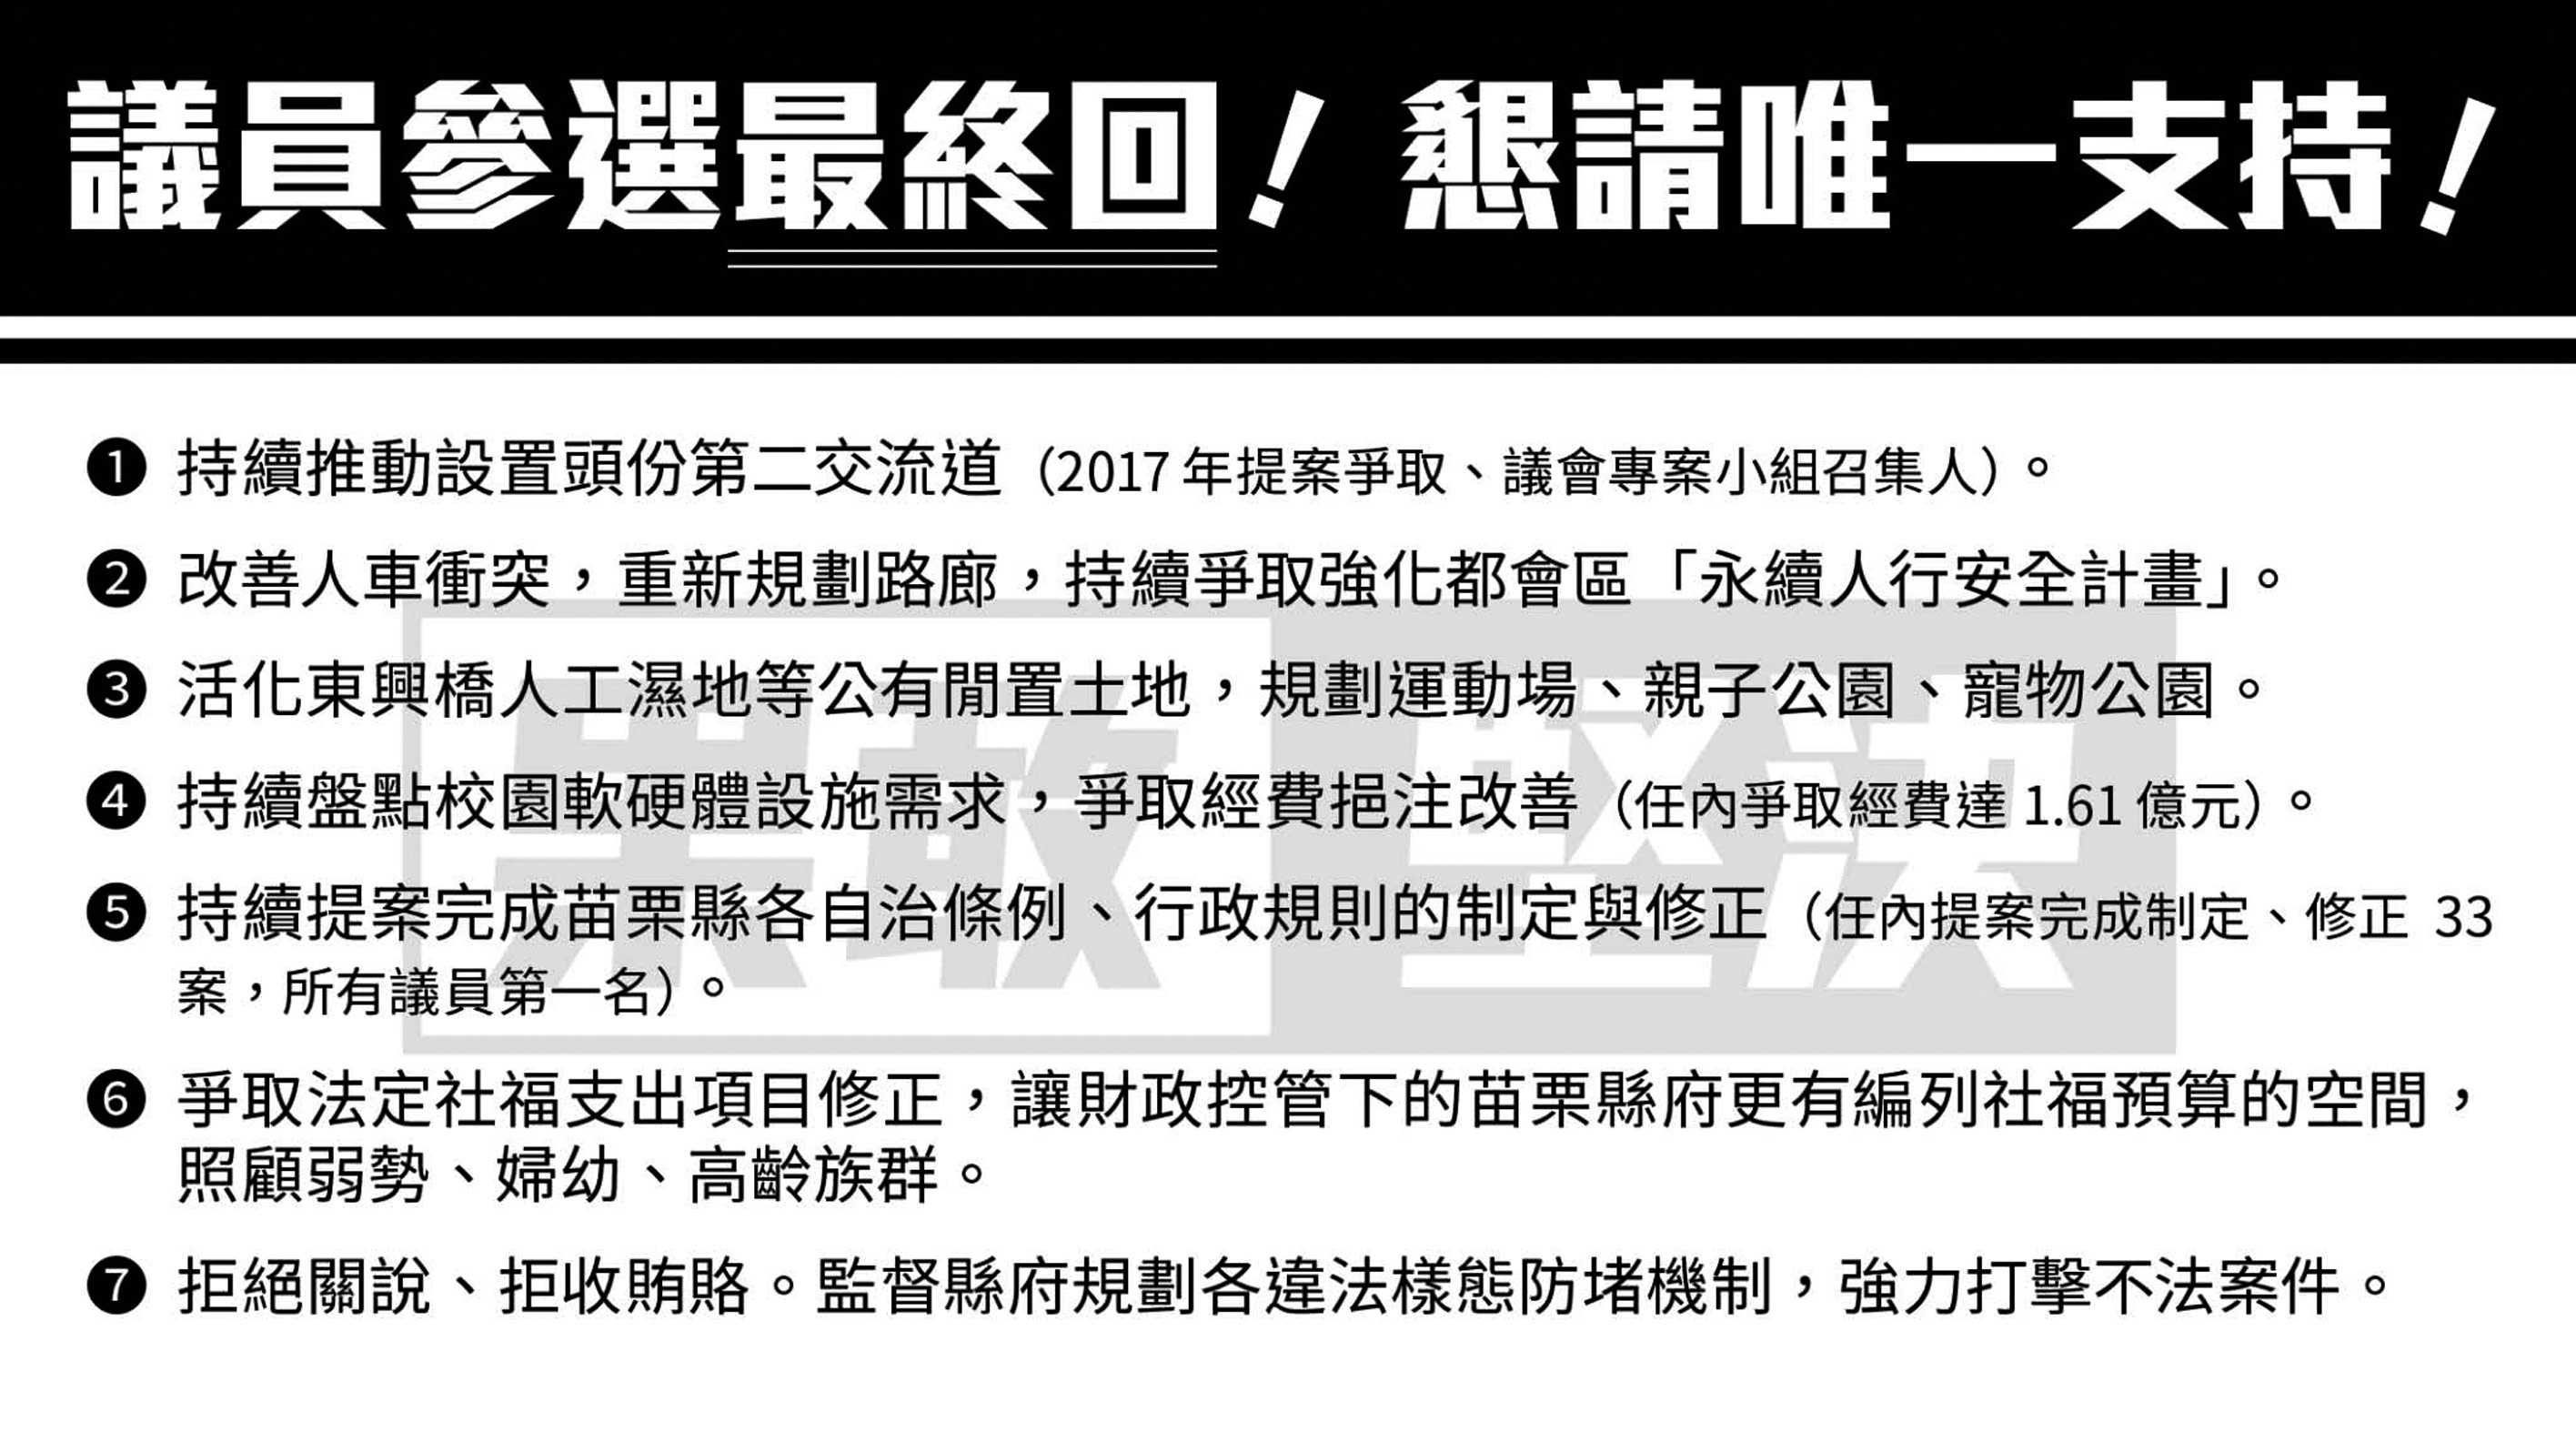 議員參選最終回！懇請唯一支持！
❶ 持續推動設置頭份第二交流道（2017 年提案爭取、議會專案小組召集人）。
❷ 改善人車衝突，重新規劃路廊，持續爭取強化都會區「永續人行安全計畫」。
❸ 活化東興橋人工濕地等公有閒置土地，規劃運動場、親子公園、寵物公園。
❹ 持續盤點校園軟硬體設施需求，爭取經費挹注改善（任內爭取經費達 1.61 億元）。
❺ 持續提案完成苗栗縣各自治條例、行政規則的制定與修正（任內提案完成制定、修正 33
案，所有議員第一名）。
❻ 爭取法定社福支出項目修正，讓財政控管下的苗栗縣府更有編列社福預算的空間，
照顧弱勢、婦幼、高齡族群。
❼ 拒絕關說、拒收賄賂。監督縣府規劃各違法樣態防堵機制，強力打擊不法案件。
果敢 堅決